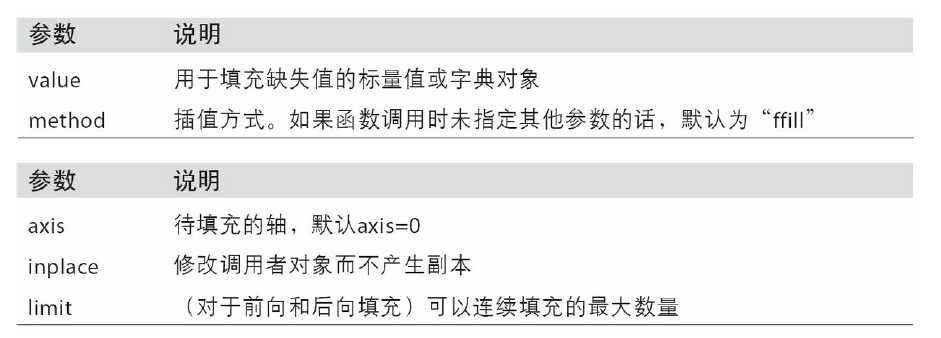 参数 说明
value 用于填充缺失值的标量值或字典对象
method 插值方式。如果函数调用时未指定其他参数的话，默认为“ffill”
参数 说明
axis 待填充的轴，默认axis=0
inplace 修改调用者对象而不产生副本
limit （对于前向和后向填充）可以连续填充的最大数量